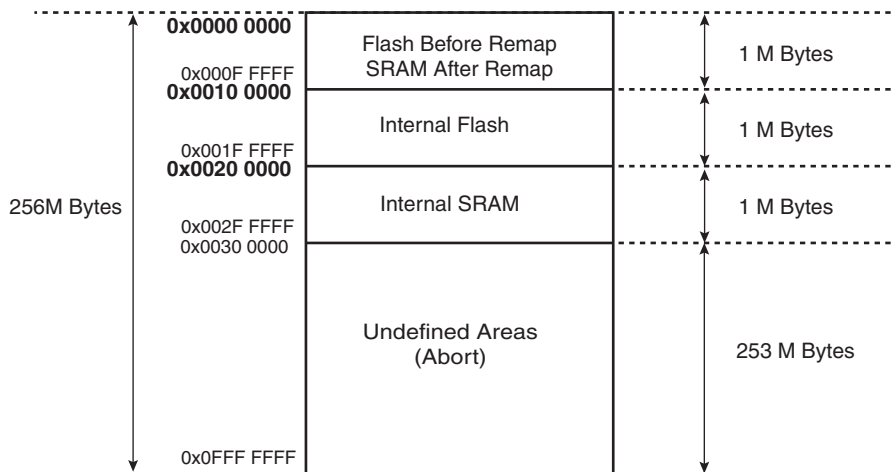 0x0000 0000
Flash Before Remap
SRAM After Remap
1 M Bytes
0x000F FFFF
0x0010 0000
Internal Flash
1 M Bytes
0x001F FFFF
0x0020 0000
256M Bytes
Internal SRAM
1 M Bytes
0x002F FFFF
0x0030 0000
Undefined Areas
(Abort)
253 M Bytes
0x0FFF FFFF